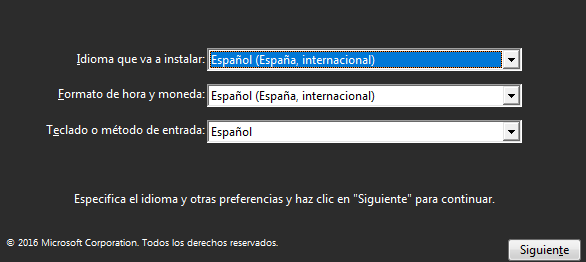 Idioma que va a instalar: Español (España, internacional)
Formato de hora y moneda: Español (España, internacional)
Teclado o método de entrada: Español
Especifica el idioma y otras preferencias y haz clic en "Siguiente" para continuar.
© 2016 Microsoft Corporation. Todos los derechos reservados.
Siguiente